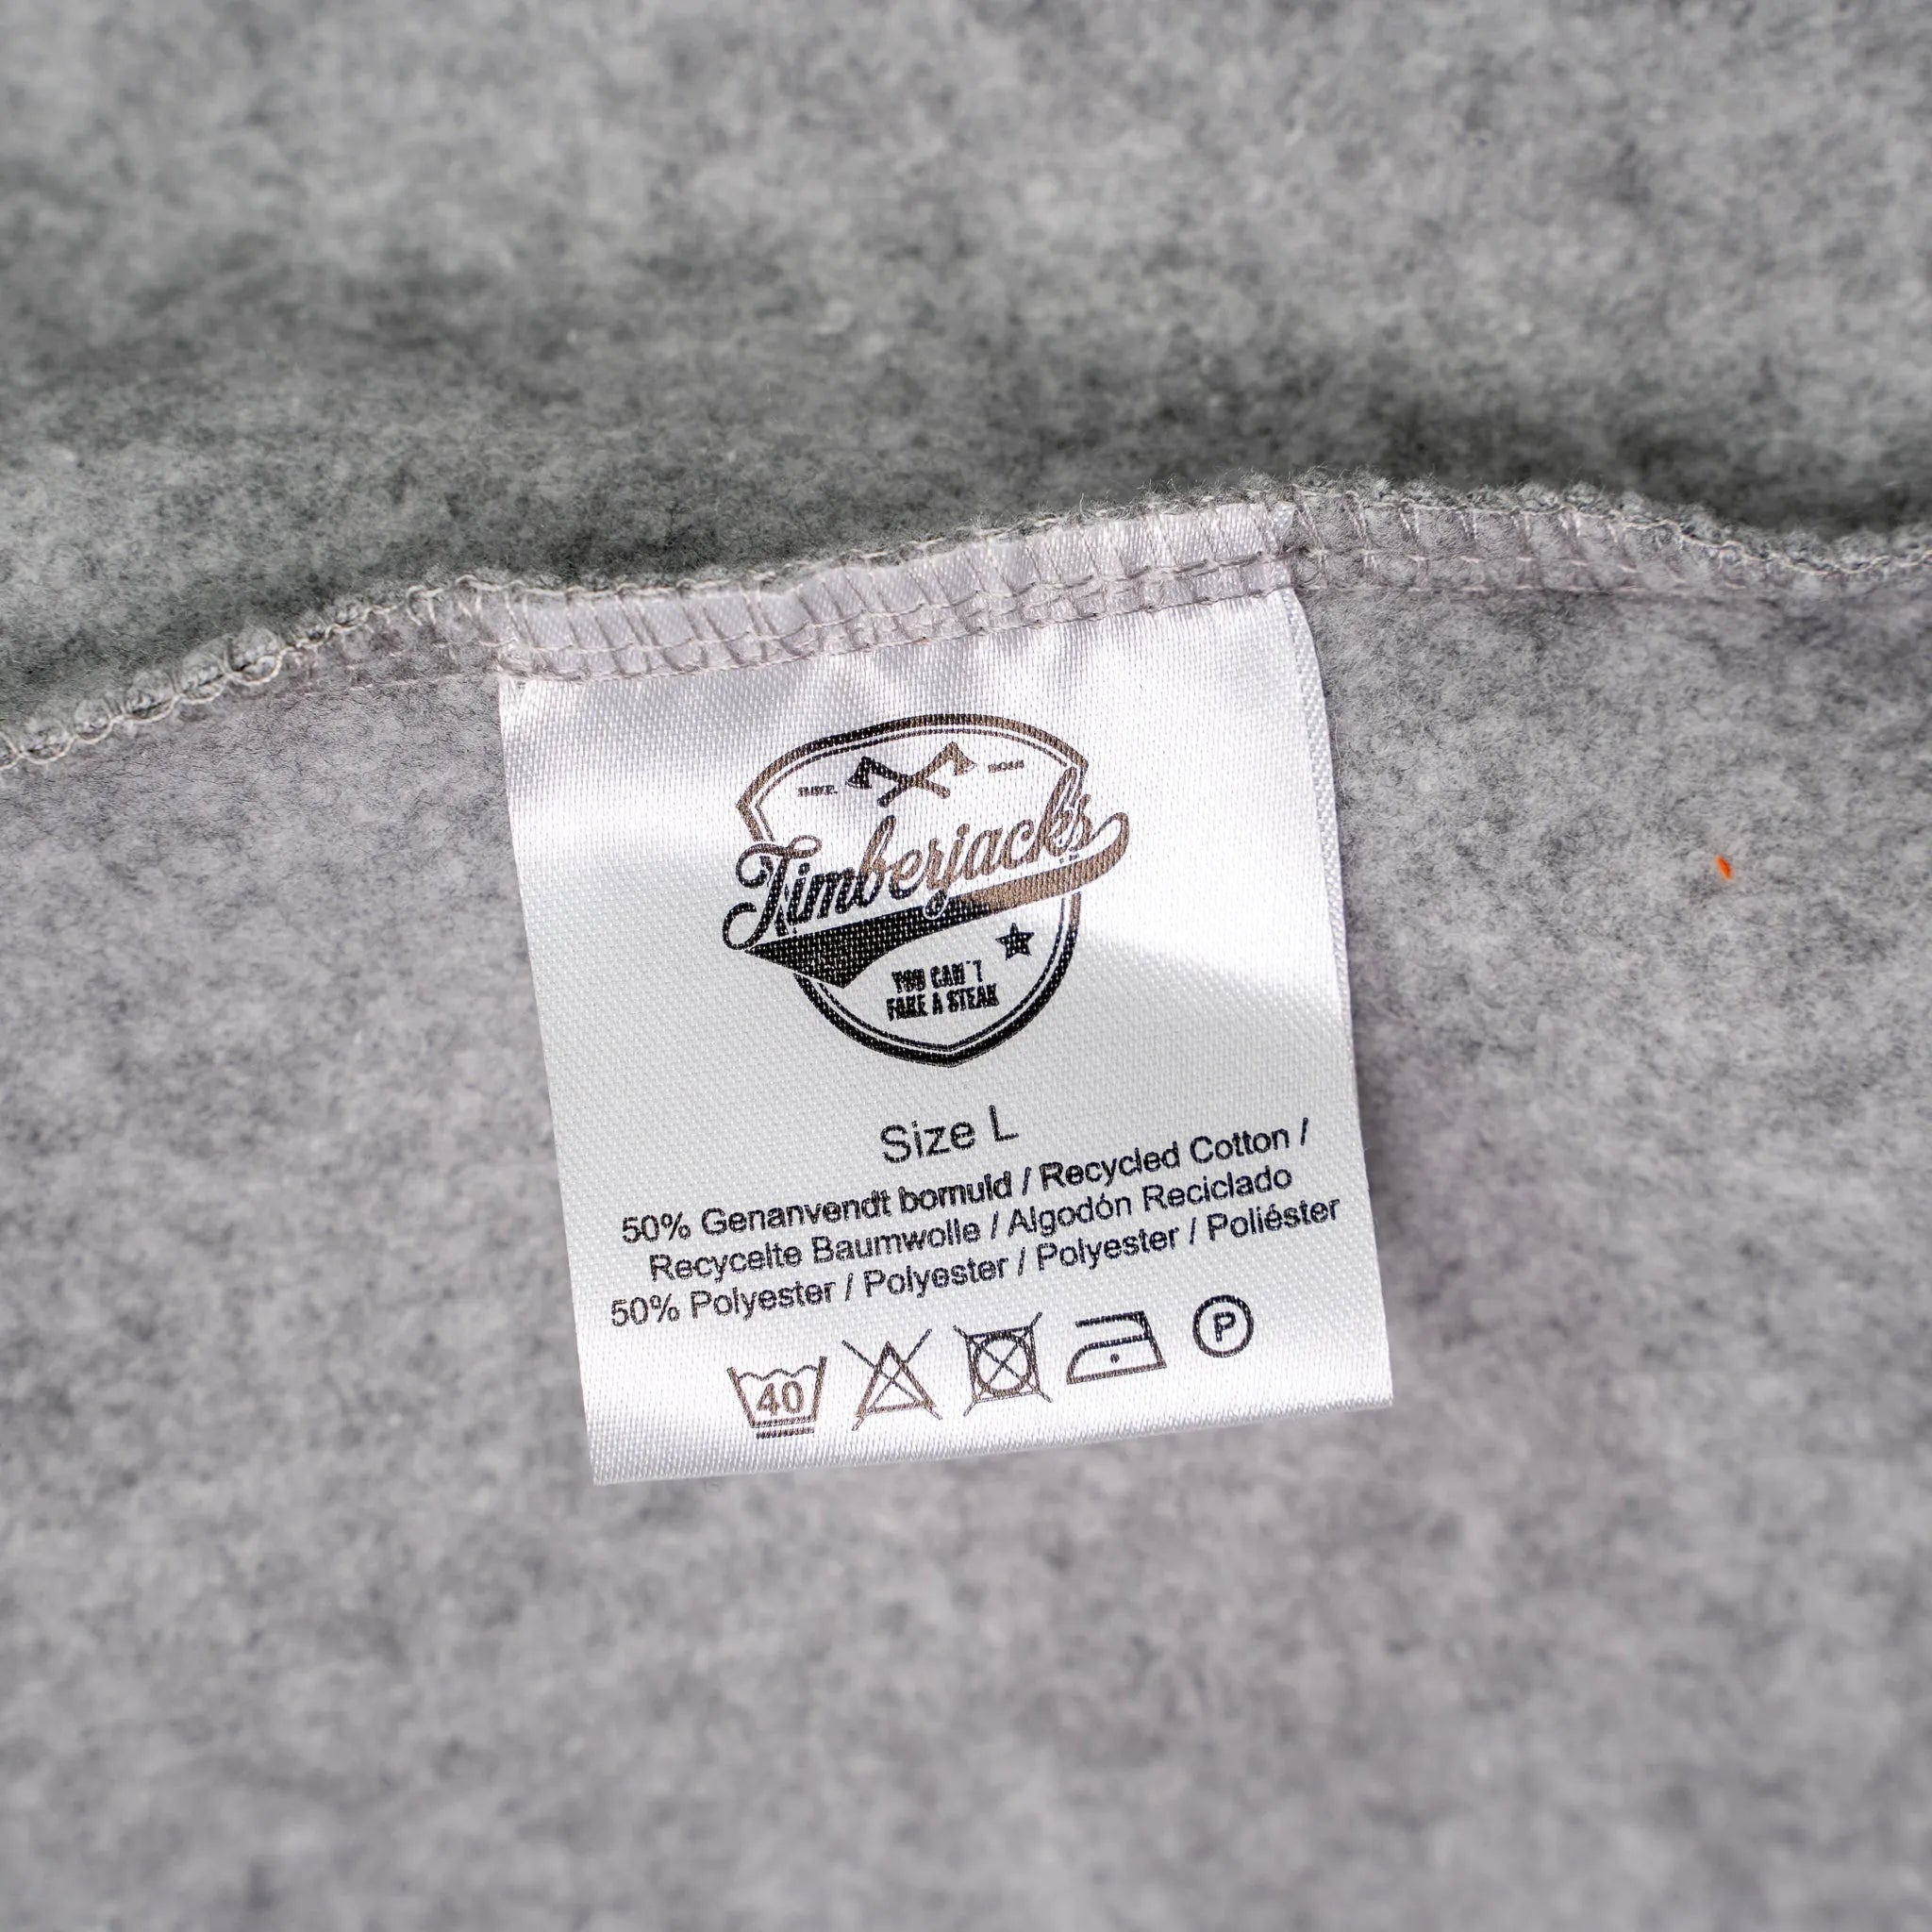 Timberjacks
YOU CAN'T
FAKE A STEAK
Size L
50% Genanvendt bomuld / Recycled Cotton /
Recycelte Baumwolle / Algodón Reciclado
50% Polyester / Polyester / Polyester / Poliéster
40
P